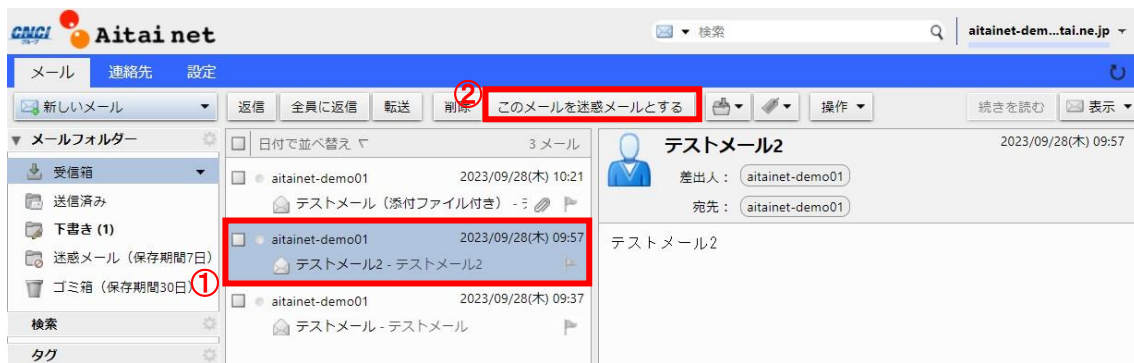 CNCI グループ Aitai net
検索
aitainet-dem...tai.ne.jp
メール 連絡先 設定
新しいメール
返信 全員に返信 転送 削除 ② このメールを迷惑メールとする 操作 続きを読む 表示
メールフォルダー
受信箱
送信済み
下書き (1)
迷惑メール（保存期間7日）
ゴミ箱（保存期間30日）
①
検索
タグ
日付で並べ替え 3 メール
aitainet-demo01 2023/09/28(木) 10:21
テストメール（添付ファイル付き） - ﾃ
aitainet-demo01 2023/09/28(木) 09:57
テストメール2 - テストメール2
aitainet-demo01 2023/09/28(木) 09:37
テストメール - テストメール
テストメール2 2023/09/28(木) 09:57
差出人： aitainet-demo01
宛先： aitainet-demo01
テストメール2